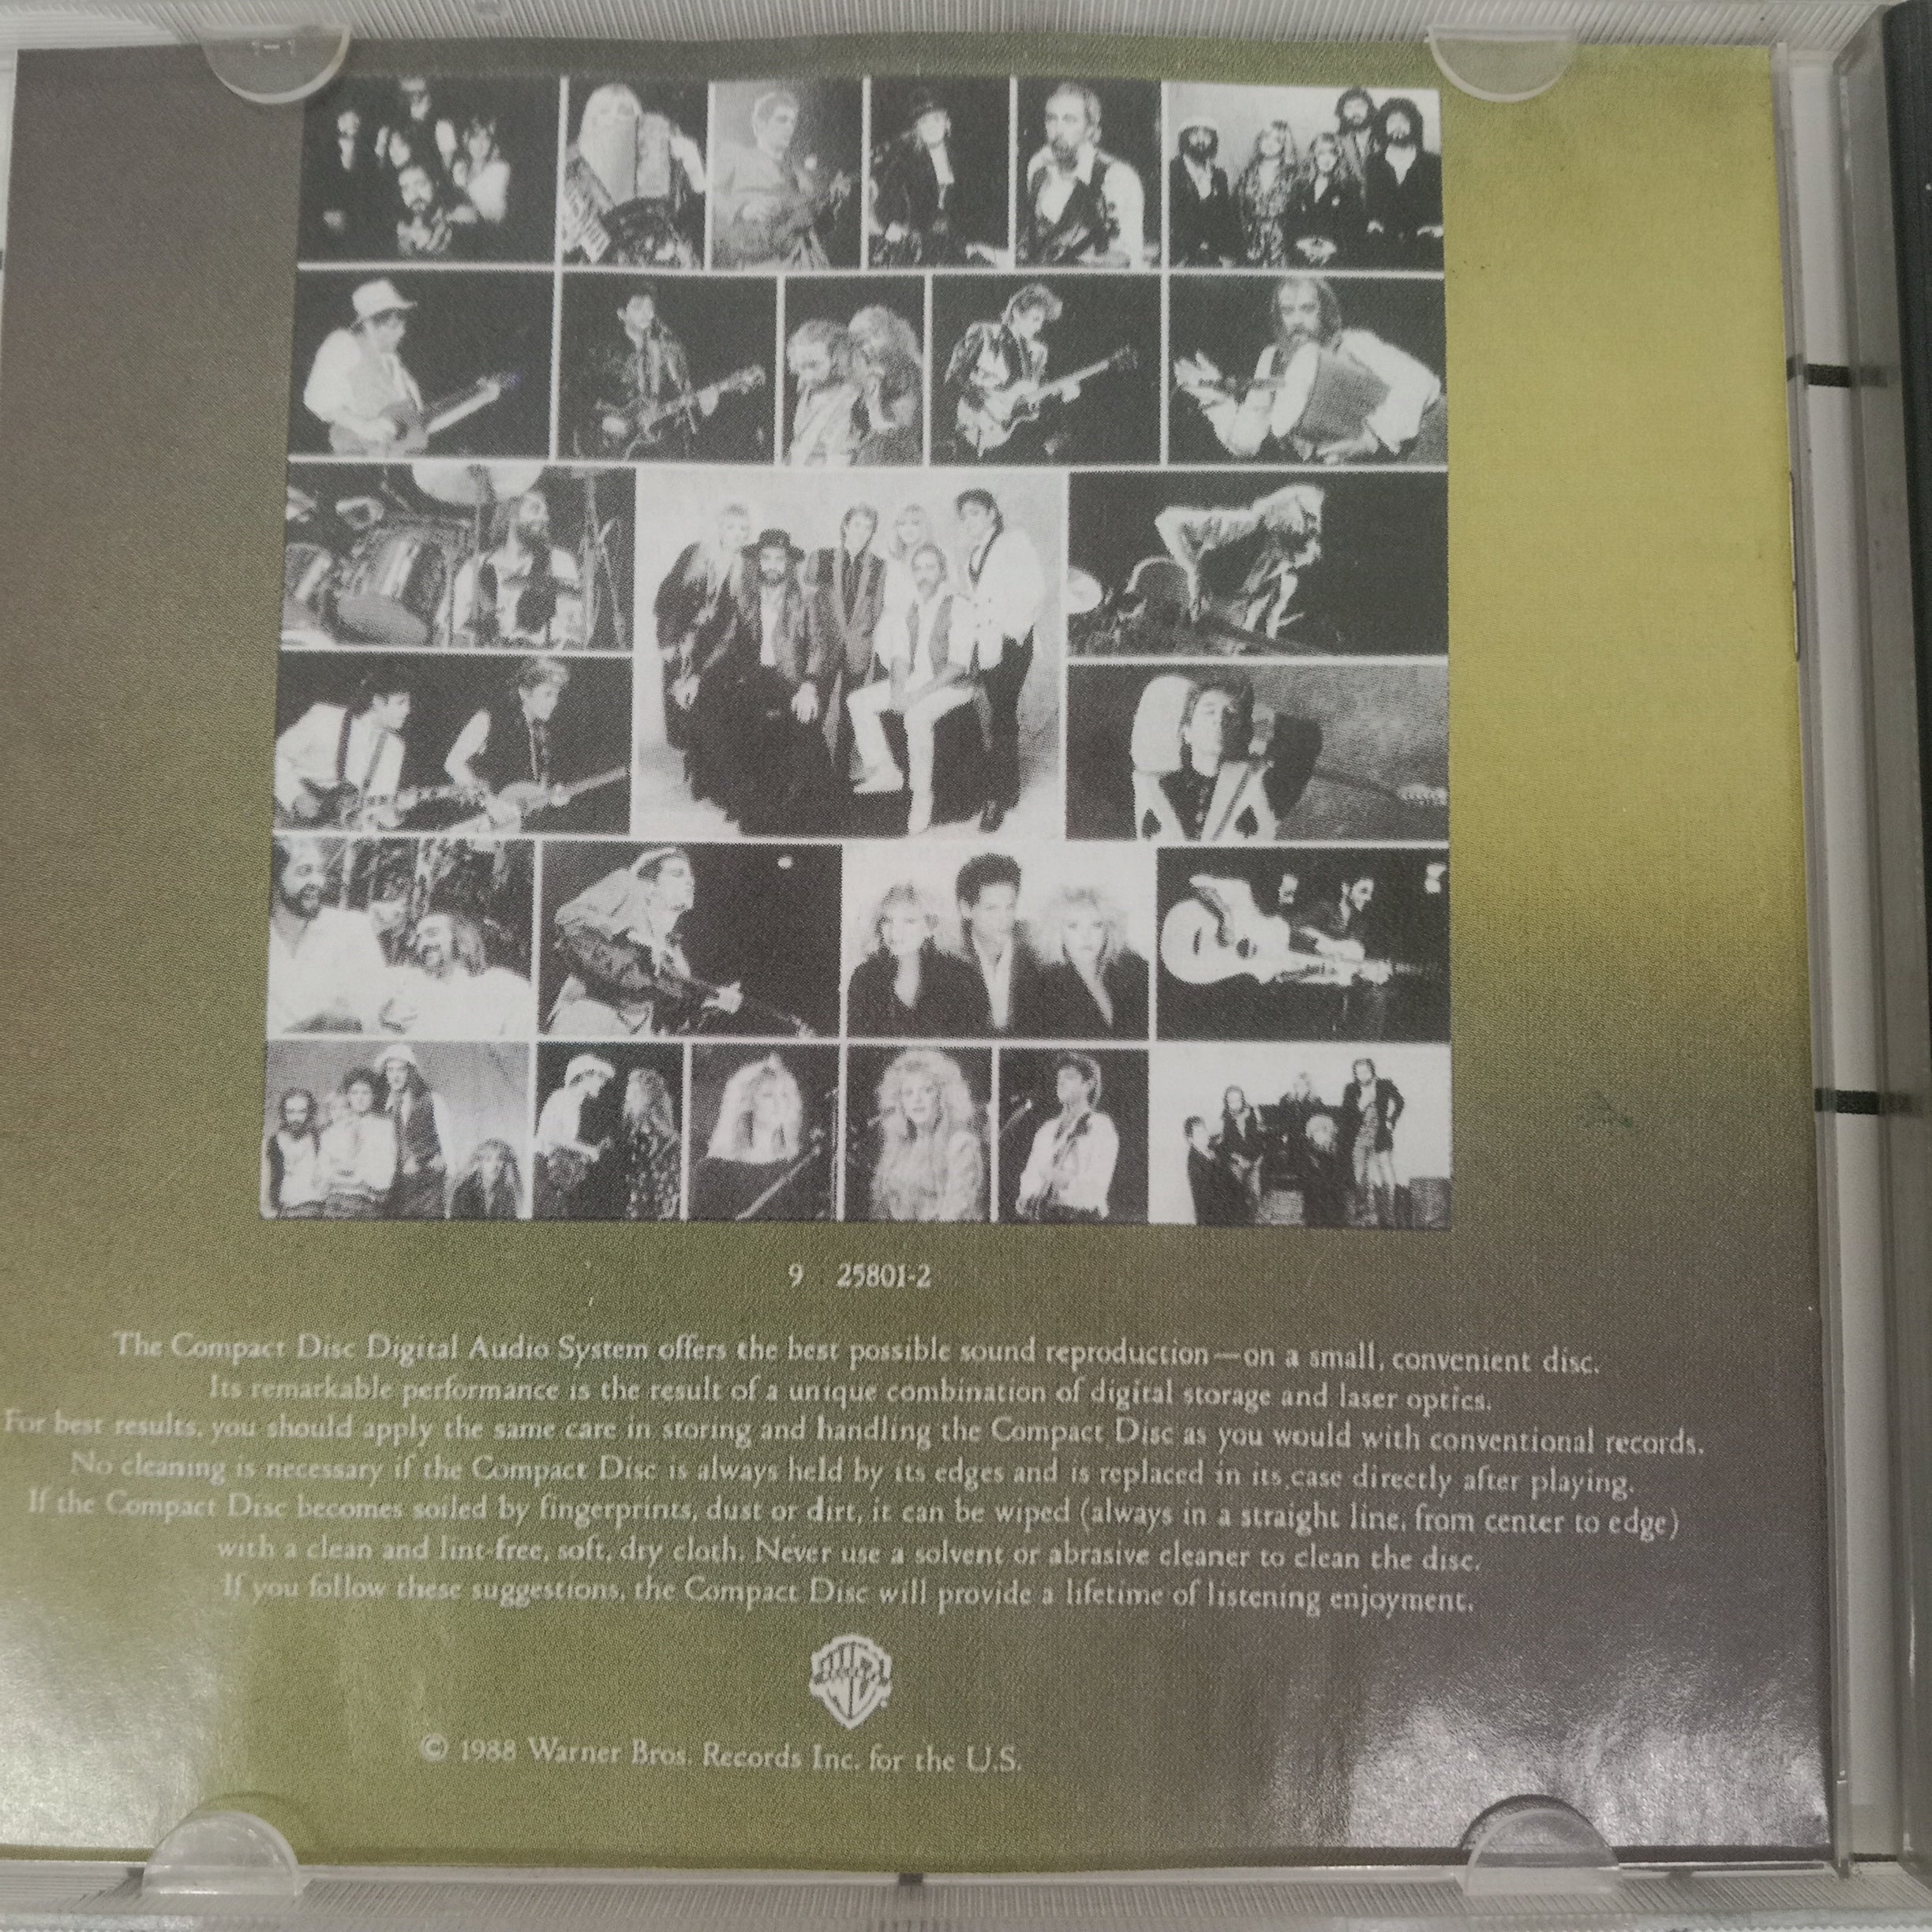 9 25801-2
The Compact Disc Digital Audio System offers the best possible sound reproduction—on a small, convenient disc.
Its remarkable performance is the result of a unique combination of digital storage and laser optics.
For best results, you should apply the same care in storing and handling the Compact Disc as you would with conventional records.
No cleaning is necessary if the Compact Disc is always held by its edges and is replaced in its case directly after playing.
If the Compact Disc becomes soiled by fingerprints, dust or dirt, it can be wiped (always in a straight line, from center to edge)
with a clean and lint-free, soft, dry cloth. Never use a solvent or abrasive cleaner to clean the disc.
If you follow these suggestions, the Compact Disc will provide a lifetime of listening enjoyment.
© 1988 Warner Bros. Records Inc. for the U.S.